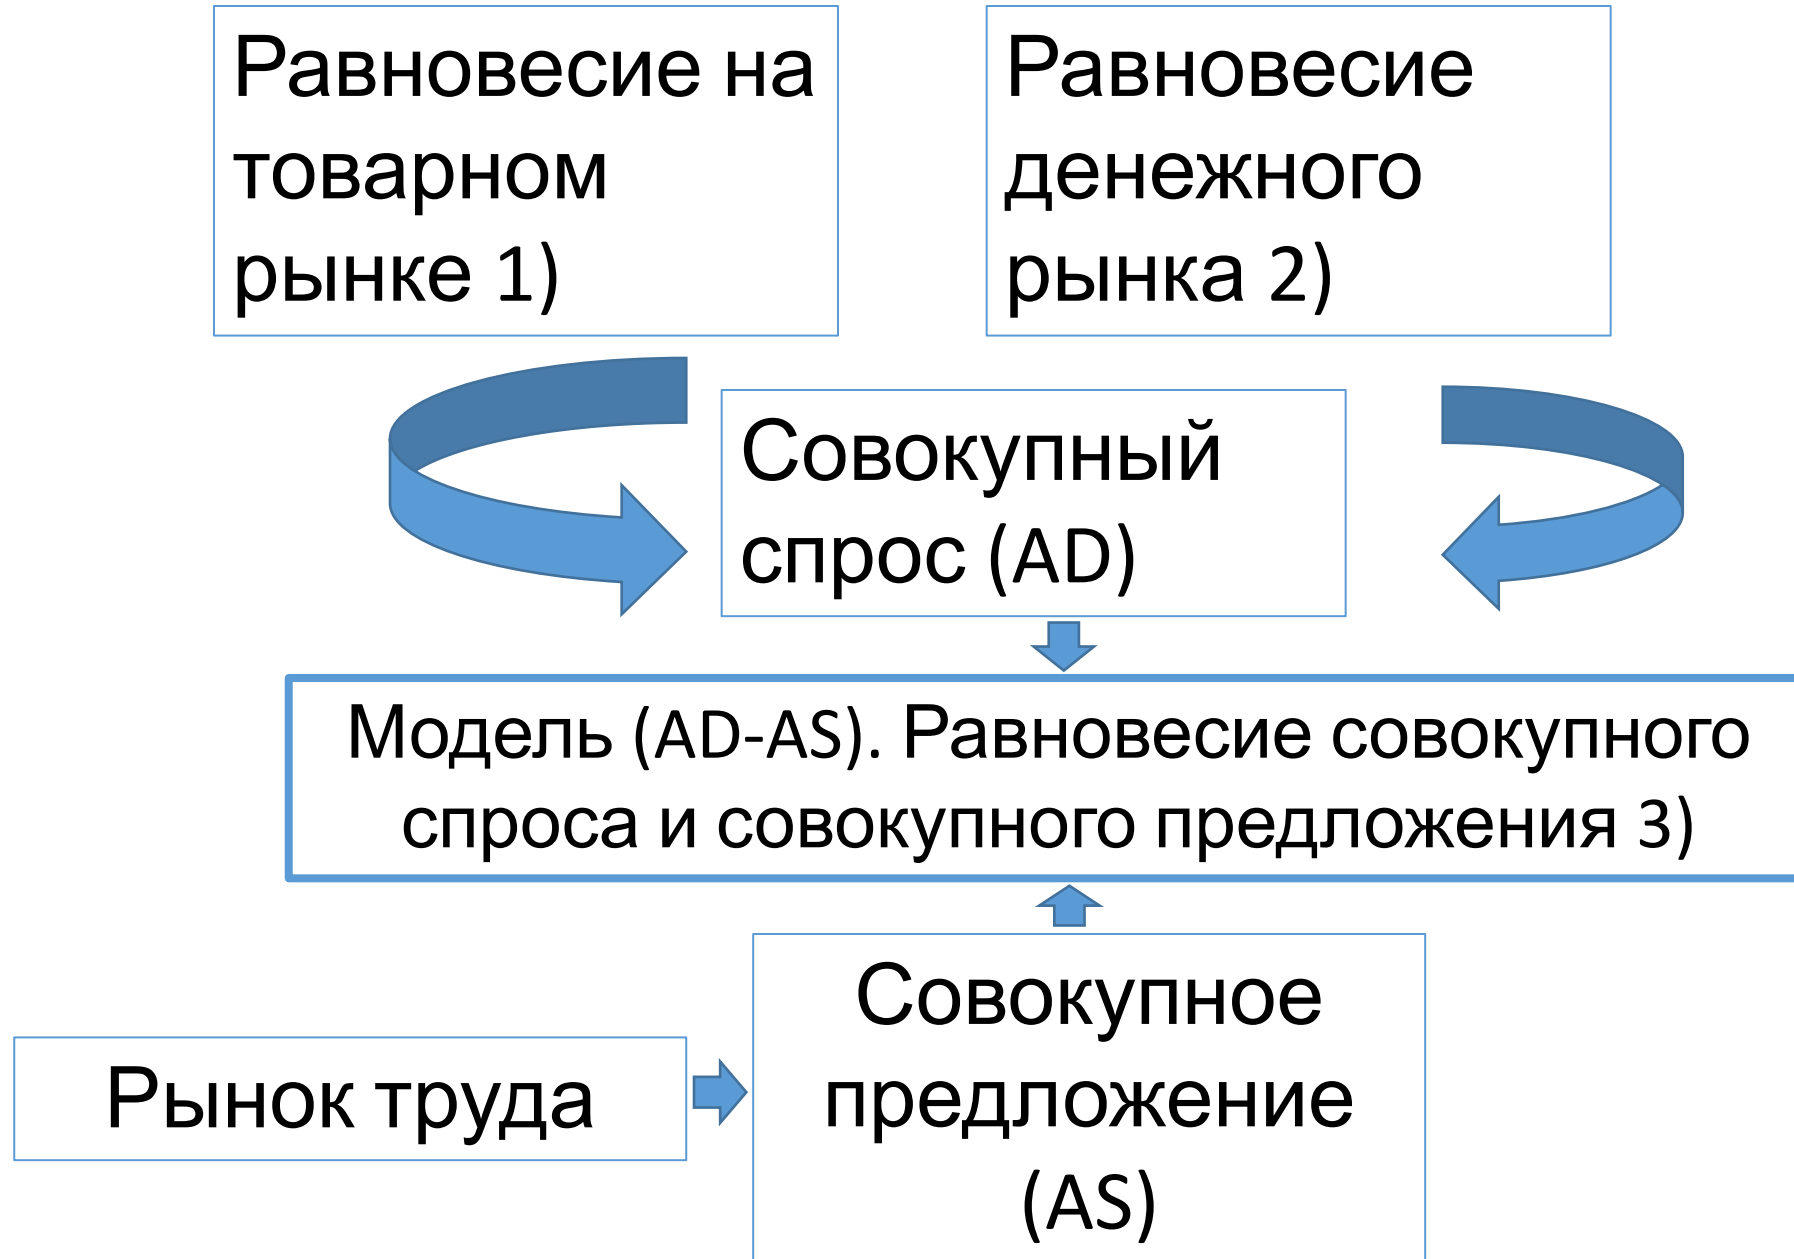 Равновесие на
товарном
рынке 1)
Равновесие
денежного
рынка 2)
Совокупный
спрос (AD)
Модель (AD-AS). Равновесие совокупного
спроса и совокупного предложения 3)
Рынок труда
Совокупное
предложение
(AS)